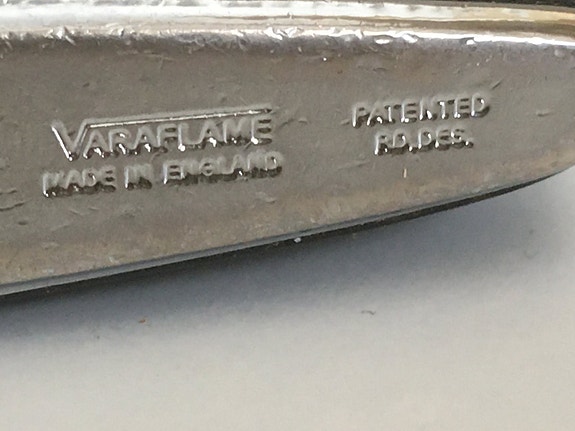 VARAFLAME
MADE IN ENGLAND
PATENTED
RD.DES.